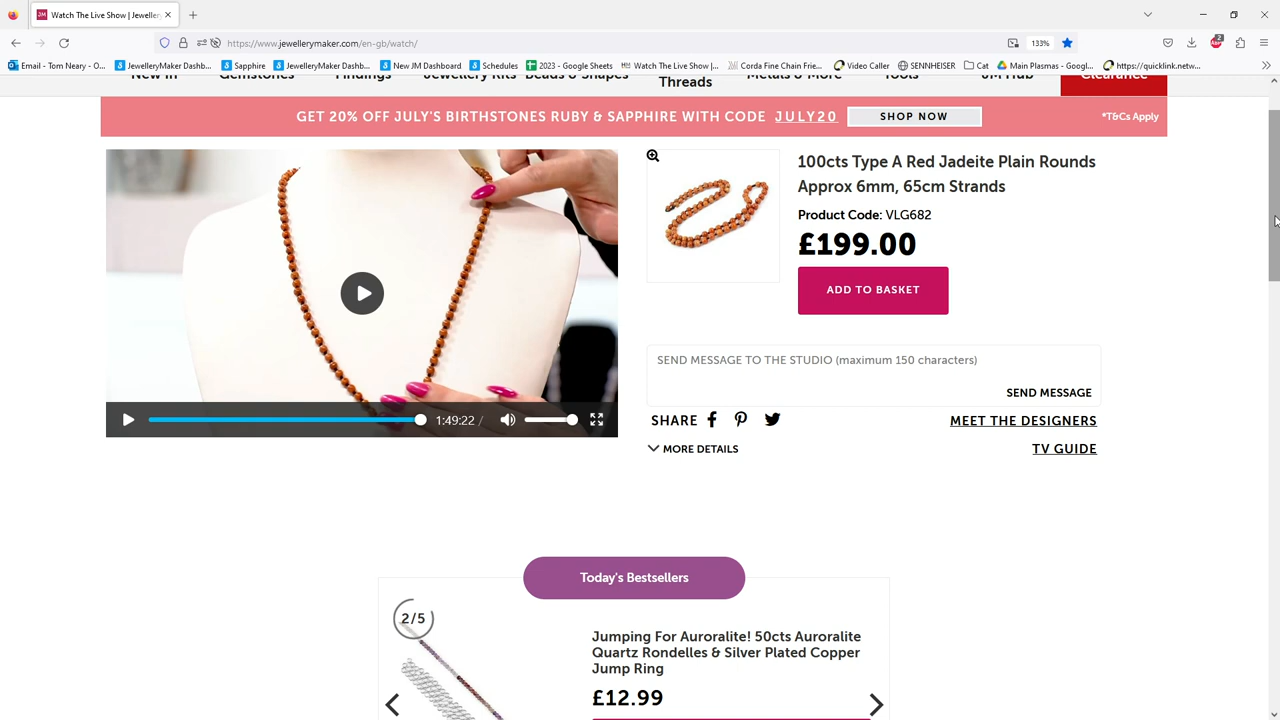 Watch The Live Show | Jeweller
https://www.jewellerymaker.com/en-gb/watch/
133%
2
Email - Tom Neary - O...
JewelleryMaker Dashb...
Sapphire
JewelleryMaker Dashb...
New JM Dashboard
Schedules
2023 - Google Sheets
Watch The Live Show |...
Corda Fine Chain Frie...
Video Caller
SENNHEISER
Cat
Main Plasmas - Googl...
https://quicklink.netw...
New In
Gemstones
Findings
Jewellery Kits
Beads & Shapes
Threads
Metals & More
Tools
JM Hub
Clearance
GET 20% OFF JULY'S BIRTHSTONES RUBY & SAPPHIRE WITH CODE JULY20
SHOP NOW
*T&Cs Apply
100cts Type A Red Jadeite Plain Rounds
Approx 6mm, 65cm Strands
Product Code: VLG682
£199.00
ADD TO BASKET
SEND MESSAGE TO THE STUDIO (maximum 150 characters)
SEND MESSAGE
1:49:22 /
SHARE
MEET THE DESIGNERS
MORE DETAILS
TV GUIDE
Today's Bestsellers
2/5
Jumping For Auroralite! 50cts Auroralite
Quartz Rondelles & Silver Plated Copper
Jump Ring
£12.99